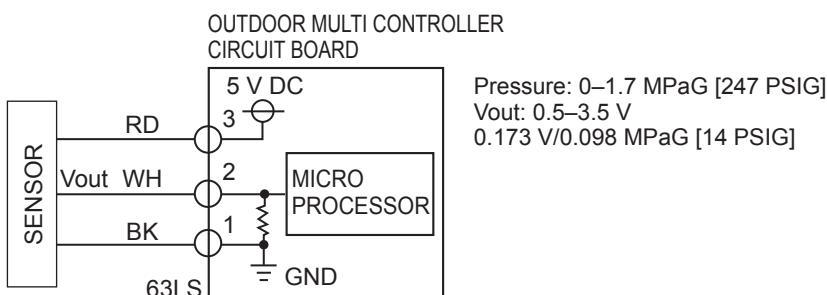 OUTDOOR MULTI CONTROLLER
CIRCUIT BOARD
5 V DC
Pressure: 0–1.7 MPaG [247 PSIG]
Vout: 0.5–3.5 V
0.173 V/0.098 MPaG [14 PSIG]
SENSOR
RD
3
Vout WH
2
MICRO
PROCESSOR
BK
1
GND
63LS